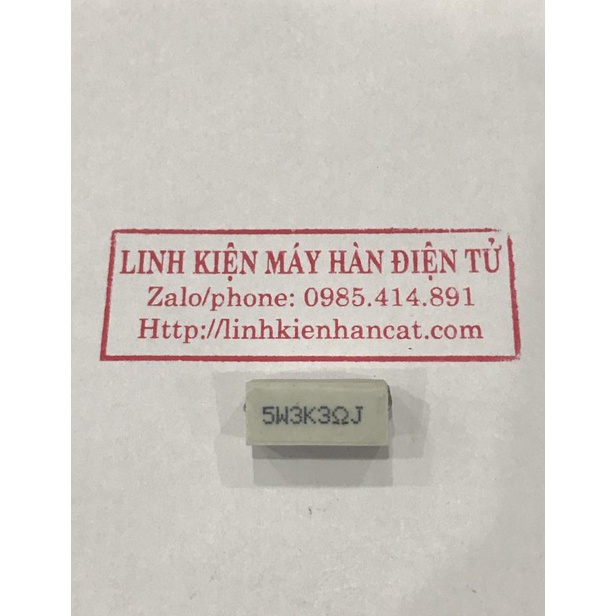 LINH KIỆN MÁY HÀN ĐIỆN TỬ
Zalo/phone: 0985.414.891
Http://linhkienhancat.com
5W3K3ΩJ